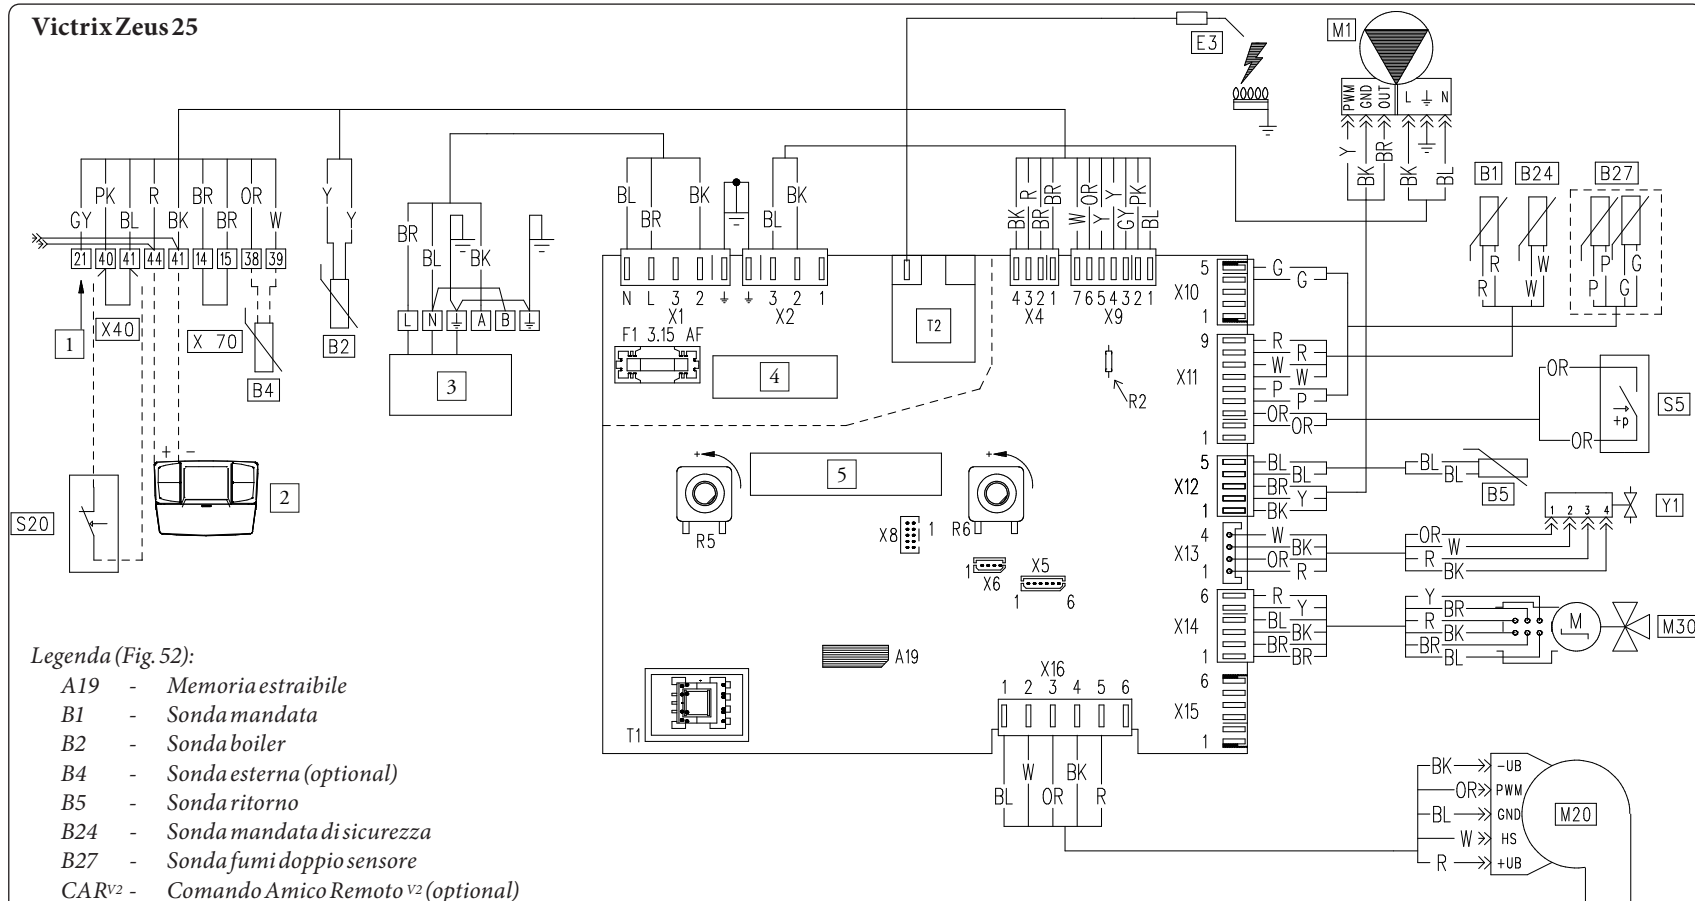 Victrix Zeus 25
M1
E3
PWM
GND
OUT
L
N
Y
BK
BR
BK
BL
B1
B24
B27
R
R
W
W
P
P
G
G
GY
PK
BL
R
BK
BR
BR
OR
W
21
40
41
44
41
14
15
38
39
1
X40
X 70
B4
Y
Y
B2
BR
BL
BK
L
N
A
B
3
BL
BR
BK
BL
BK
N L 3 2
X1
3 2 1
X2
F1 3.15 AF
4
T2
BK
R
BR
BR
W
OR
Y
Y
GY
PK
BL
4 3 2 1
X4
7 6 5 4 3 2 1
X9
R2
5
X10
1
G
G
9
X11
1
R
R
W
W
P
P
OR
OR
OR
OR
+p
S5
5
X12
1
BL
BL
BR
Y
BK
BL
BL
B5
4
X13
1
W
BK
OR
R
OR
W
R
BK
1 2 3 4
Y1
6
X14
1
R
Y
BL
BK
BR
BR
Y
BR
R
BK
BR
BL
M
M30
6
X15
1
+ -
2
S20
5
+
R5
+
R6
X8
1
1
X6
X5
1
6
A19
T1
X16
1 2 3 4 5 6
BL
W
OR
BK
R
BK
-UB
OR
PWM
BL
GND
W
HS
R
+UB
M20
Legenda (Fig. 52):
A19 - Memoria estraibile
B1 - Sonda mandata
B2 - Sonda boiler
B4 - Sonda esterna (optional)
B5 - Sonda ritorno
B24 - Sonda mandata di sicurezza
B27 - Sonda fumi doppio sensore
CARV2 - Comando Amico Remoto V2 (optional)